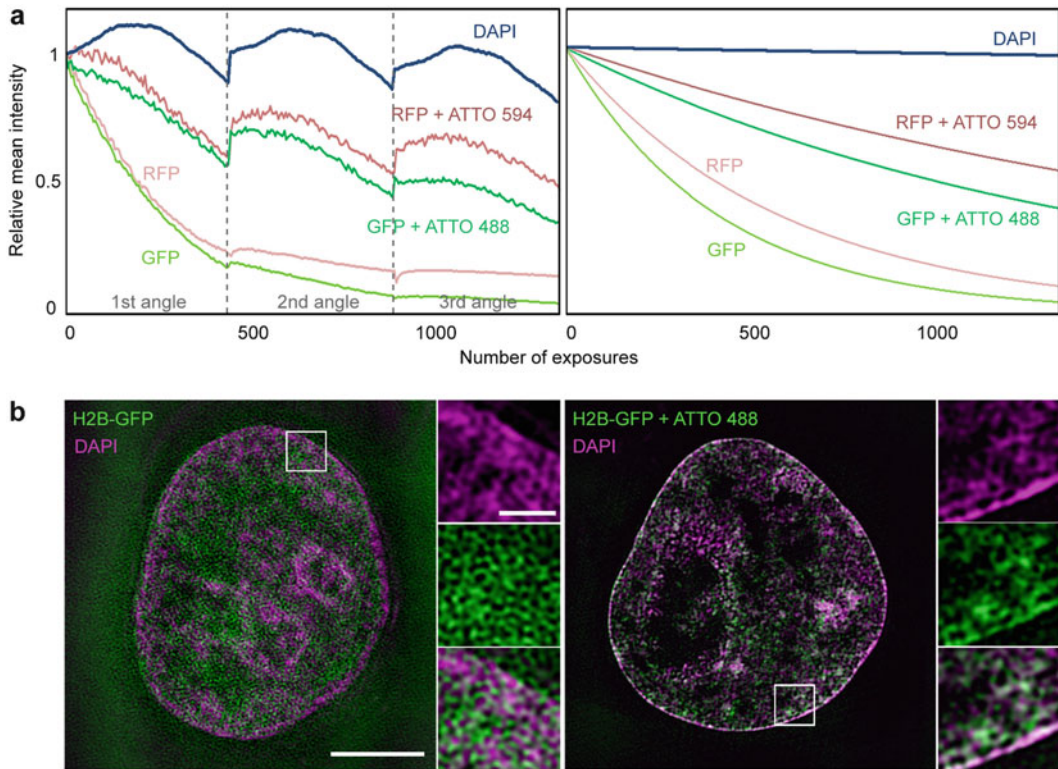 a
Relative mean intensity
1
0.5
0
DAPI
RFP + ATTO 594
RFP
GFP + ATTO 488
GFP
1st angle
2nd angle
3rd angle
0
500
1000
DAPI
RFP + ATTO 594
RFP
GFP + ATTO 488
GFP
0
500
1000
Number of exposures
b
H2B-GFP
DAPI
H2B-GFP + ATTO 488
DAPI